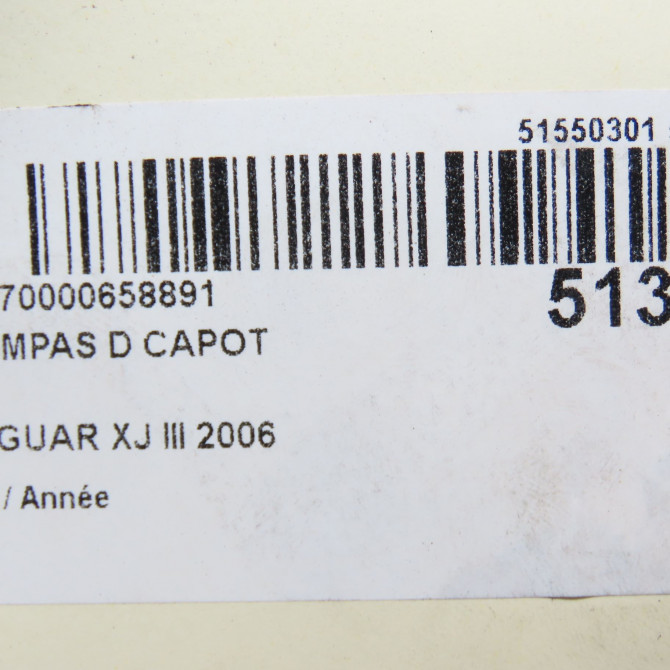 51550301
70000658891
513
MPAS D CAPOT
GUAR XJ III 2006
/ Année